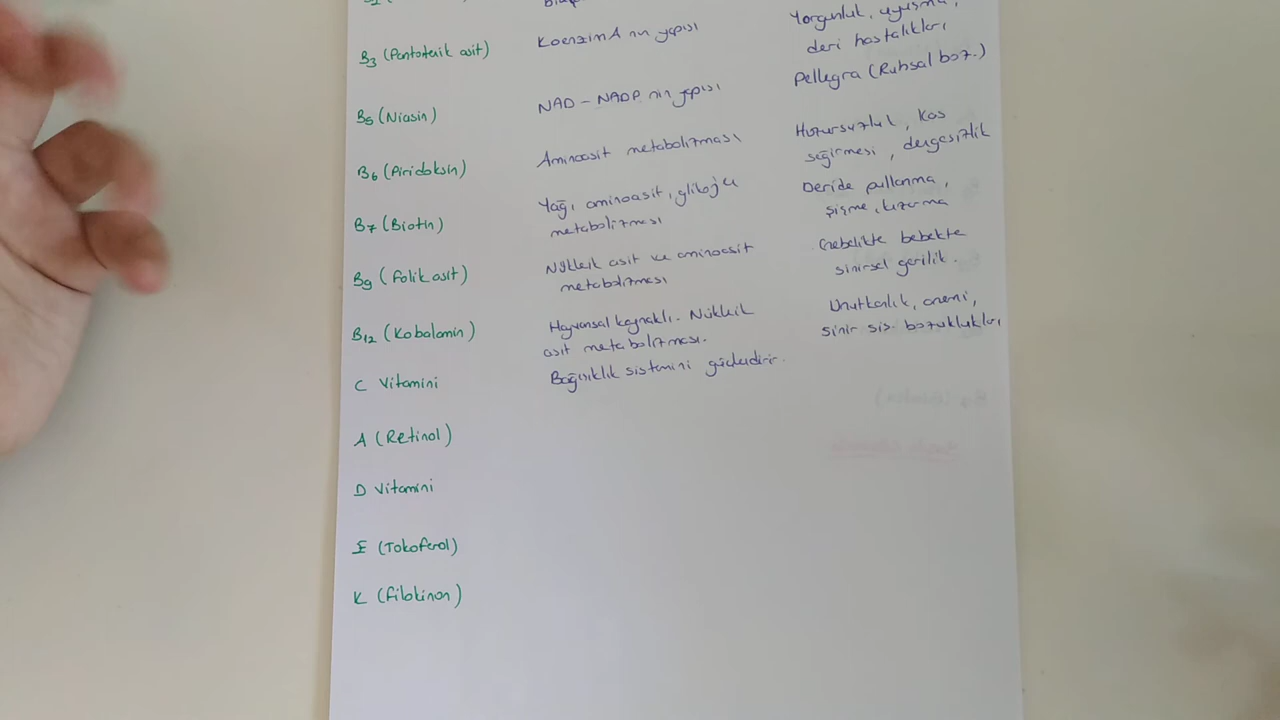 B3 (Pantotenik asit)
KoenzimA nın yapısı
Yorgunluk, uyuşma,
deri hastalıkları
B5 (Niasin)
NAD - NADP nin yapısı
Pellegra (Ruhsal boz.)
B6 (Piridoksin)
Aminoasit metabolizması
Huzursuzluk, kas
seğirmesi, dengesizlik
B7 (Biotin)
Yağ, aminoasit, glikojen
metabolizması
Deride pullanma,
şişme, kızarma
B9 (Folik asit)
Nükleik asit ve aminoasit
metabolizması
Gebelikte bebekte
sinirsel gerilik.
B12 (Kobalamin)
Hayvansal kaynaklı. Nükleik
asit metabolizması.
Unutkanlık, anemi,
sinir sis. bozuklukları
C Vitamini
Bağışıklık sistemini güçlendirir.
A (Retinol)
D Vitamini
E (Tokoferol)
K (Filokinon)